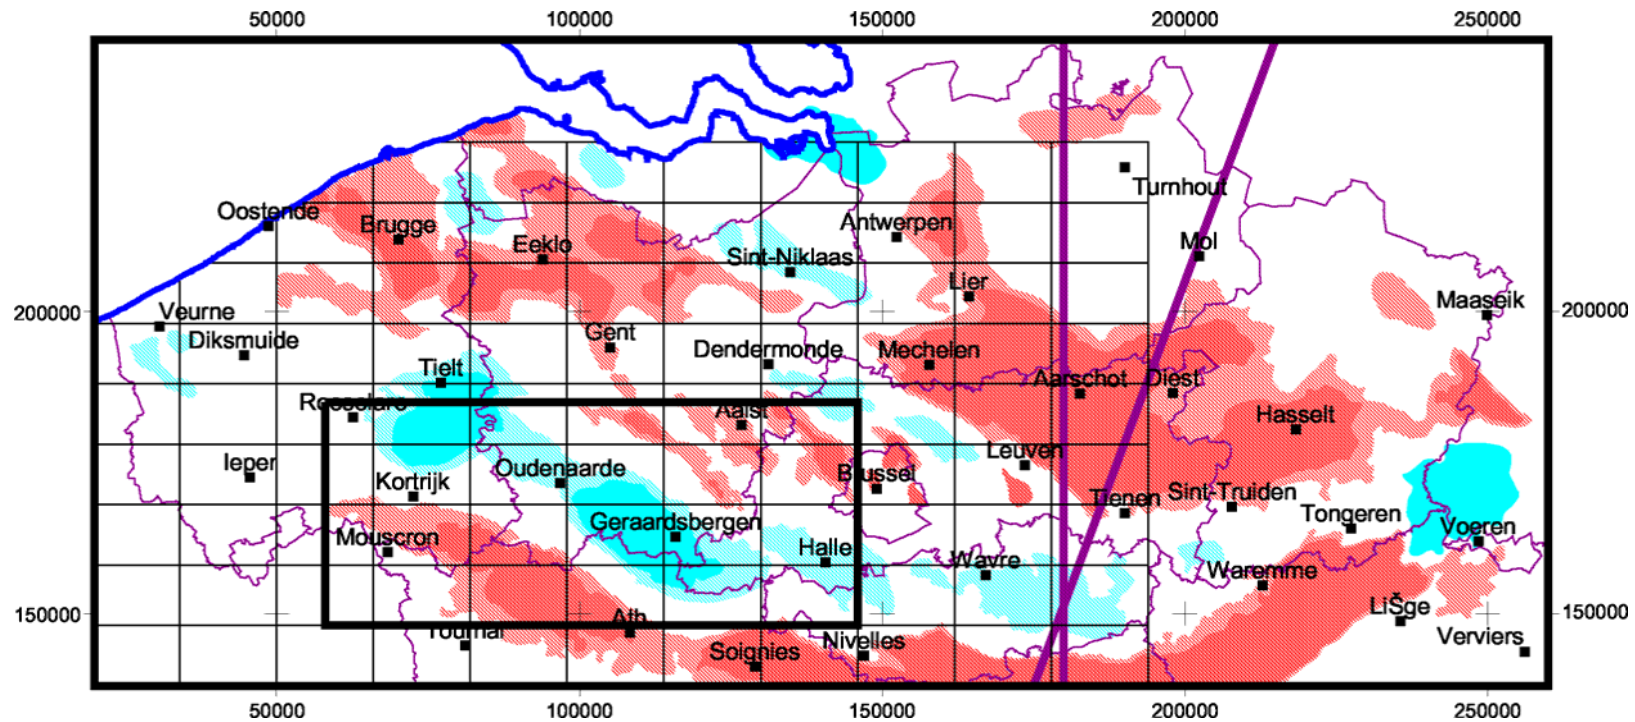 50000 100000 150000 200000 250000
Turnhout
Oostende
Brugge
Antwerpen
Eeklo
Mol
Sint-Niklaas
Lier
Maaseik
200000 200000
Veurne
Diksmuide
Gent
Dendermonde
Mechelen
Tielt
Aarschot
Diest
Roeselare
Aalst
Hasselt
Leuven
Ieper
Oudenaarde
Brussel
Kortrijk
Tienen
Sint-Truiden
Tongeren
Geraardsbergen
Voeren
Mouscron
Halle
Wavre
Waremme
LiŠge
150000 150000
Ath
Tournai
Nivelles
Verviers
Soignies
50000 100000 150000 200000 250000